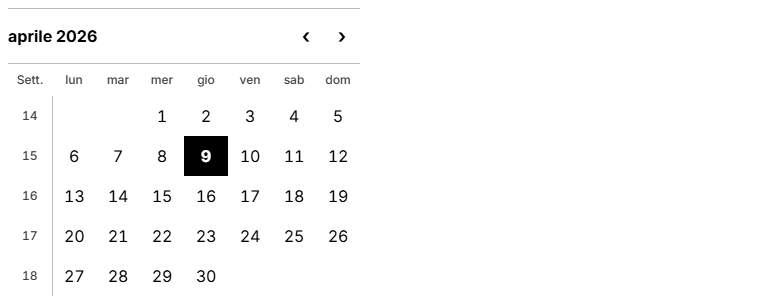 aprile 2026 ‹ ›
Sett. lun mar mer gio ven sab dom
14 1 2 3 4 5
15 6 7 8 9 10 11 12
16 13 14 15 16 17 18 19
17 20 21 22 23 24 25 26
18 27 28 29 30